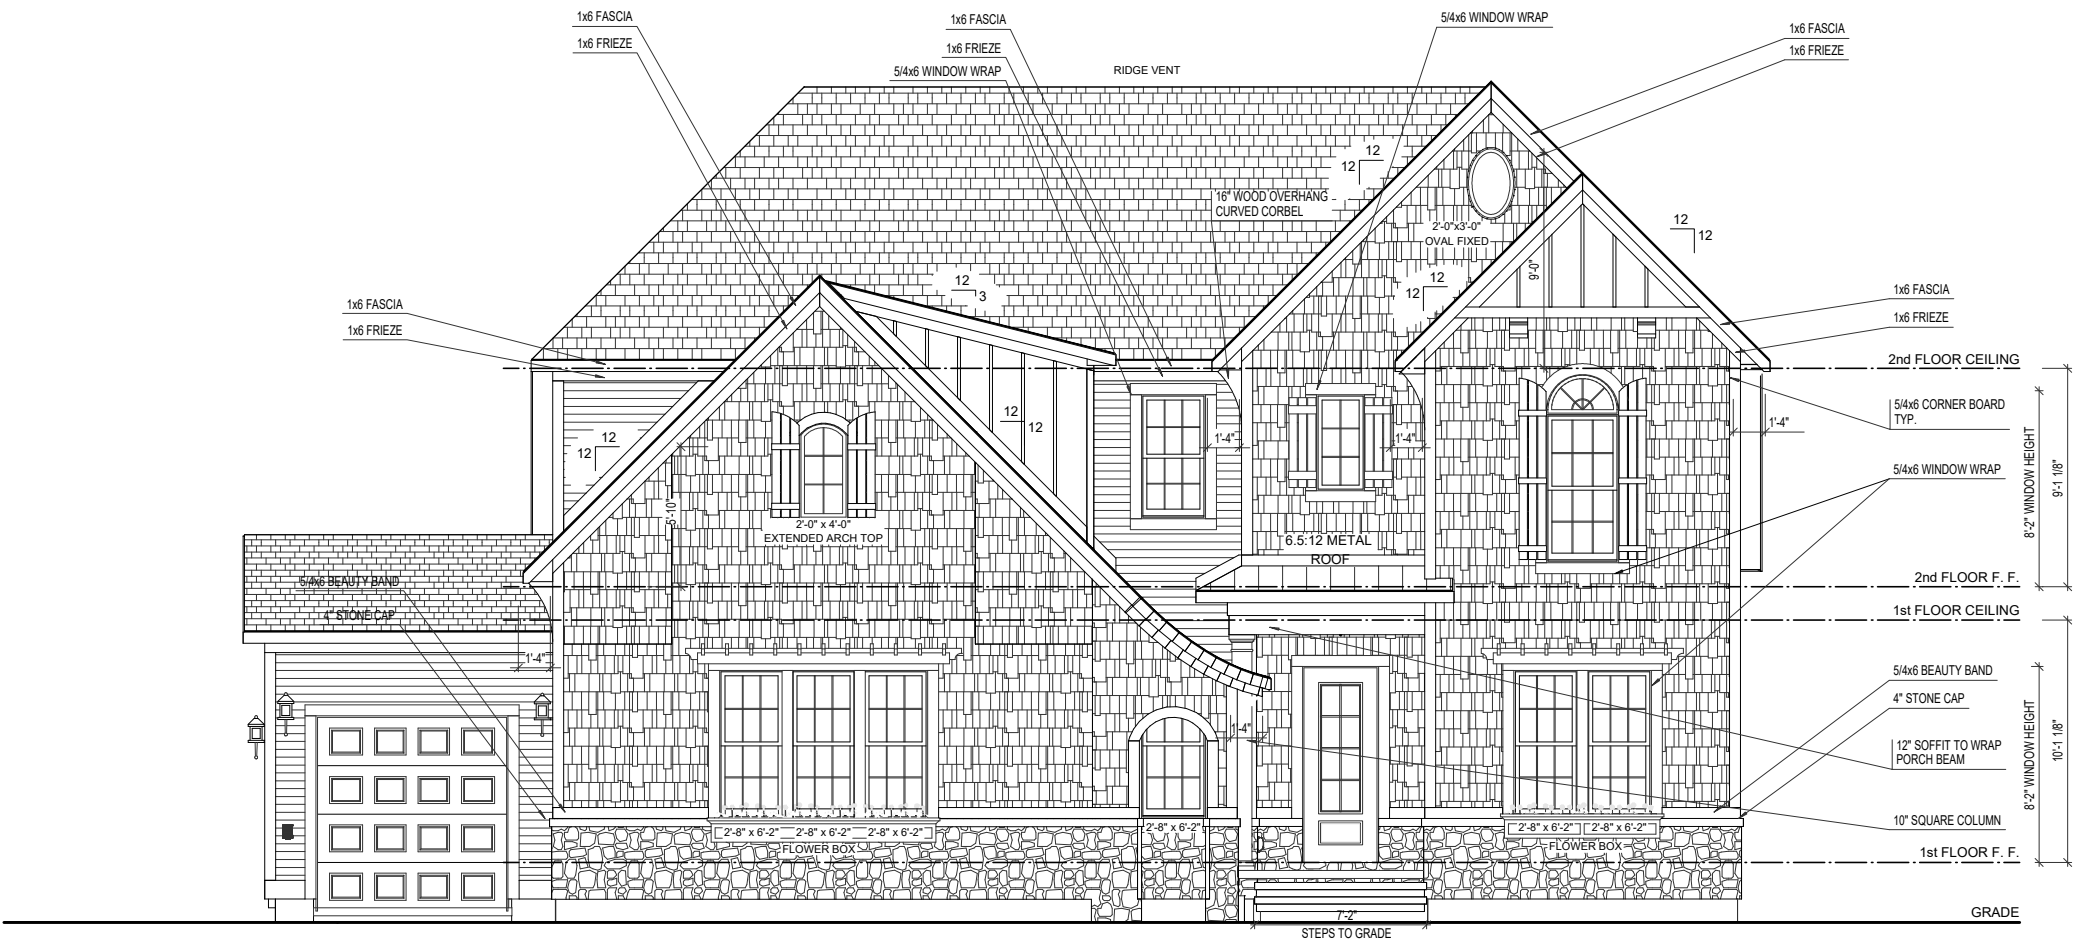 1x6 FASCIA
1x6 FRIEZE
1x6 FASCIA
1x6 FRIEZE
5/4x6 WINDOW WRAP
RIDGE VENT
5/4x6 WINDOW WRAP
1x6 FASCIA
1x6 FRIEZE
12
12
16" WOOD OVERHANG
CURVED CORBEL
2'-0"x3'-0"
OVAL FIXED
9'-0"
12
12
12
12
12
3
1x6 FASCIA
1x6 FRIEZE
1x6 FASCIA
1x6 FRIEZE
2nd FLOOR CEILING
12
12
12
12
1'-4"
1'-4"
1'-4"
5/4x6 CORNER BOARD
TYP.
5/4x6 WINDOW WRAP
8'-2" WINDOW HEIGHT
9'-1 1/8"
5'-10"
2'-0" x 4'-0"
EXTENDED ARCH TOP
6.5:12 METAL
ROOF
5/4x6 BEAUTY BAND
4" STONE CAP
2nd FLOOR F. F.
1st FLOOR CEILING
1'-4"
1'-4"
5/4x6 BEAUTY BAND
4" STONE CAP
12" SOFFIT TO WRAP
PORCH BEAM
10" SQUARE COLUMN
8'-2" WINDOW HEIGHT
10'-1 1/8"
2'-8" x 6'-2"
2'-8" x 6'-2"
2'-8" x 6'-2"
FLOWER BOX
2'-8" x 6'-2"
2'-8" x 6'-2"
2'-8" x 6'-2"
FLOWER BOX
1st FLOOR F. F.
7'-2"
STEPS TO GRADE
GRADE